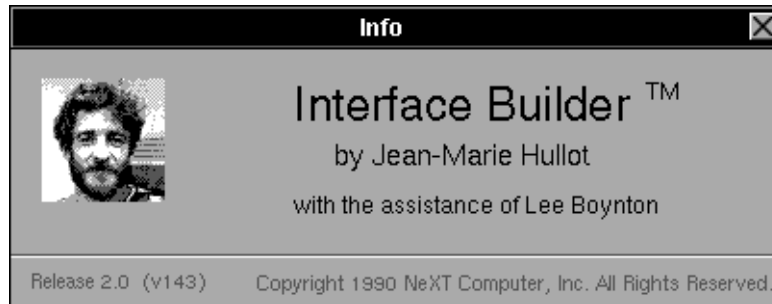 Info
Interface Builder ™
by Jean-Marie Hullot
with the assistance of Lee Boynton
Release 2.0 (v143) Copyright 1990 NeXT Computer, Inc. All Rights Reserved.